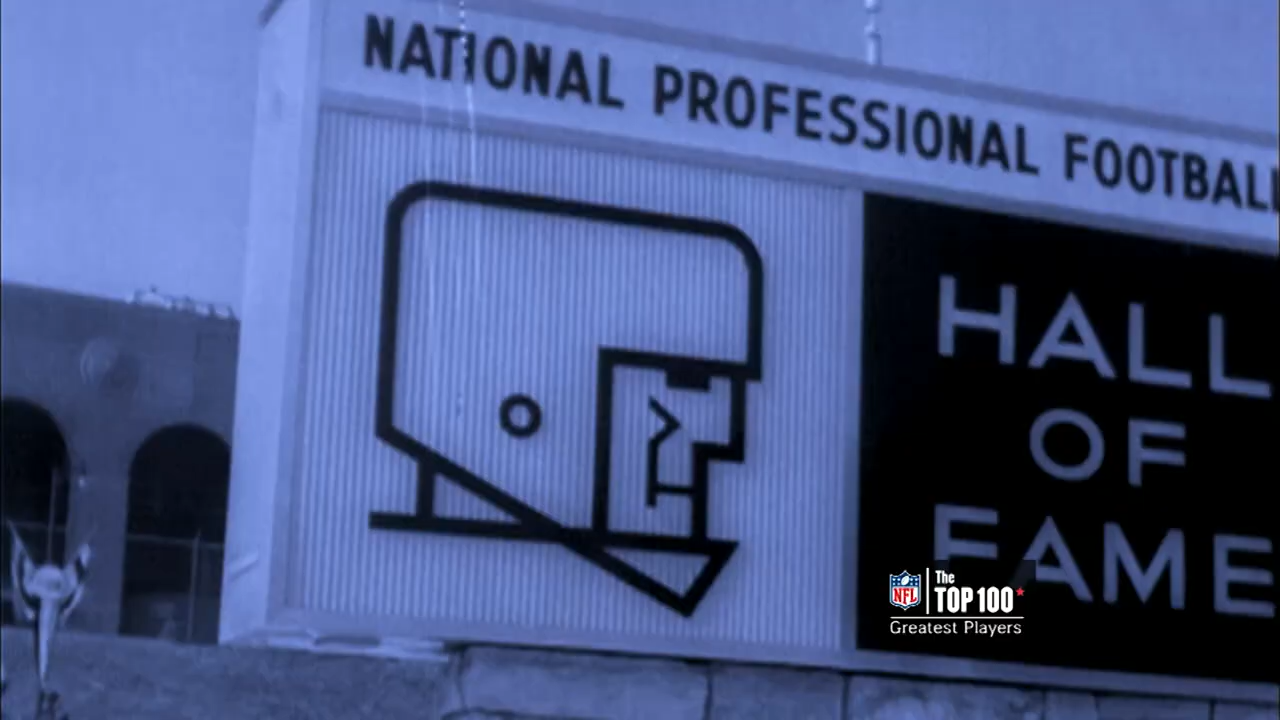 NATIONAL PROFESSIONAL FOOTBALL
HALL
OF
FAME
NFL
The
TOP 100
Greatest Players